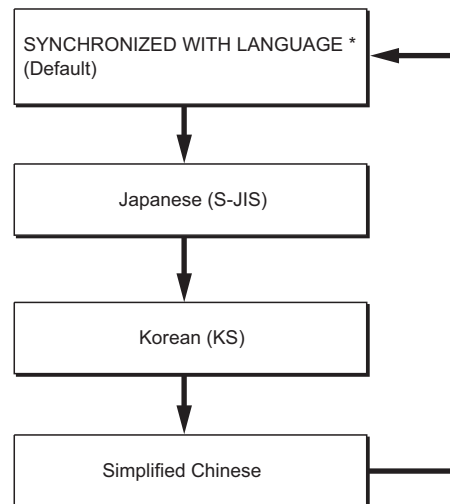 SYNCHRONIZED WITH LANGUAGE *
(Default)
Japanese (S-JIS)
Korean (KS)
Simplified Chinese